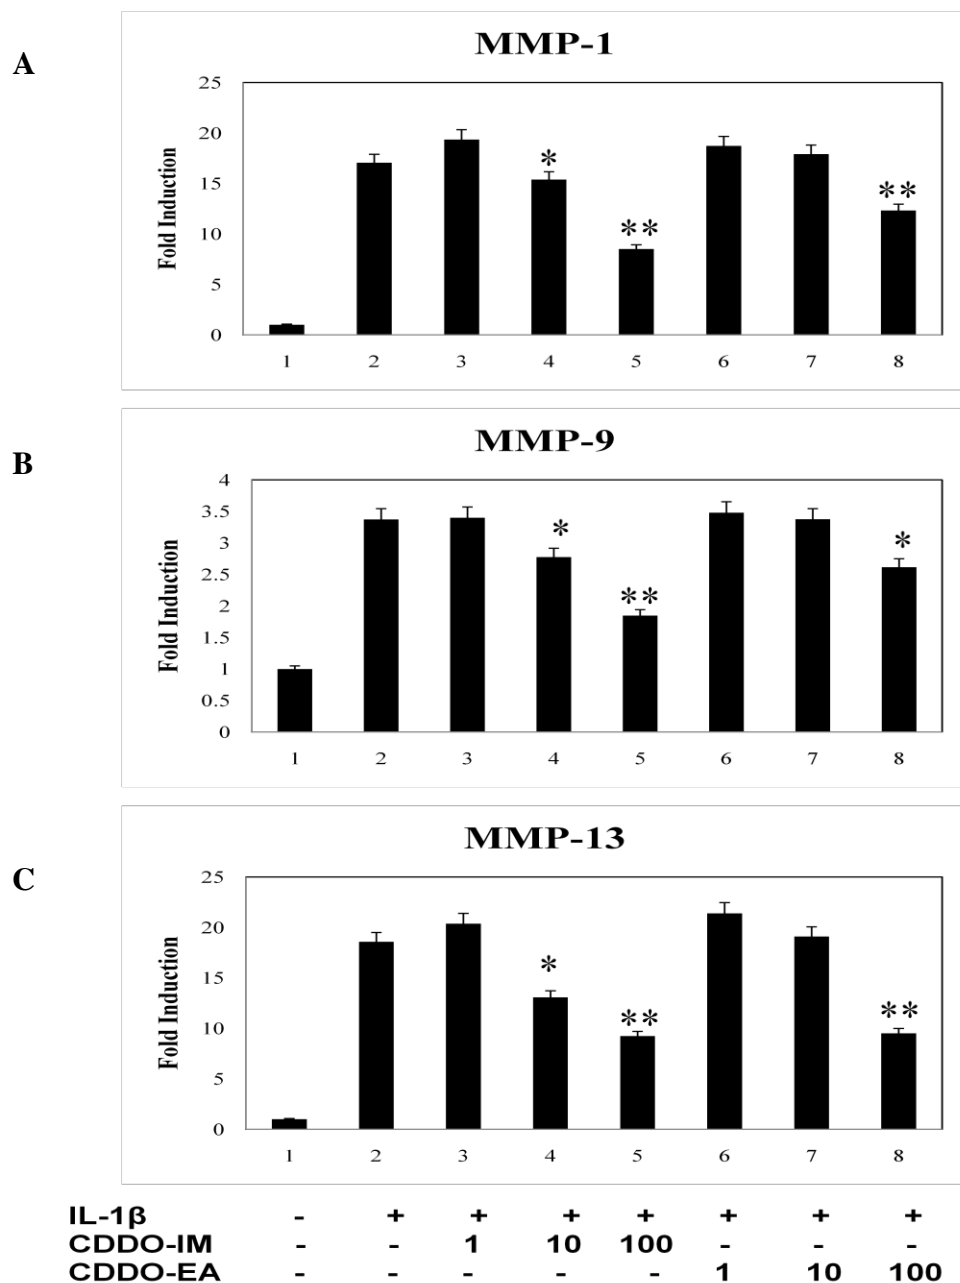 A
MMP-1
Fold Induction
25
20
15
10
5
0
*
**
**
1 2 3 4 5 6 7 8
B
MMP-9
Fold Induction
4
3.5
3
2.5
2
1.5
1
0.5
0
*
**
*
1 2 3 4 5 6 7 8
C
MMP-13
Fold Induction
25
20
15
10
5
0
*
**
**
1 2 3 4 5 6 7 8
IL-1β - + + + + + + +
CDDO-IM - - 1 10 100 - - -
CDDO-EA - - - - - 1 10 100